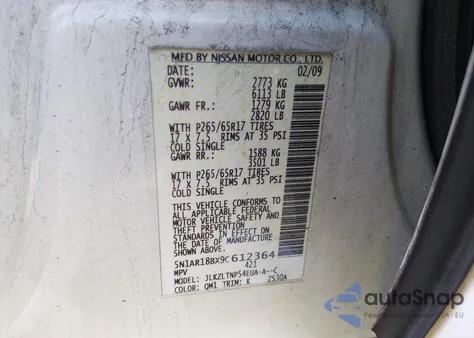 MFD BY NISSAN MOTOR CO., LTD.
DATE: 02/09
GVWR: 2773 KG
6113 LB
GAWR FR.: 1279 KG
2820 LB
WITH P265/65R17 TIRES
17 X 7.5 RIMS AT 35 PSI
COLD SINGLE
GAWR RR.: 1588 KG
3501 LB
WITH P265/65R17 TIRES
17 X 7.5 RIMS AT 35 PSI
COLD SINGLE
THIS VEHICLE CONFORMS TO
ALL APPLICABLE FEDERAL
MOTOR VEHICLE SAFETY
STANDARDS IN EFFECT ON
THE DATE OF MANUFACTURE
SHOWN ABOVE.
5N1AR18BX9C612364
MPV 421
MODEL: JLKZLTNP54EUA-A--C
COLOR: QM1 TRIM: K ZS30A
autoSnap